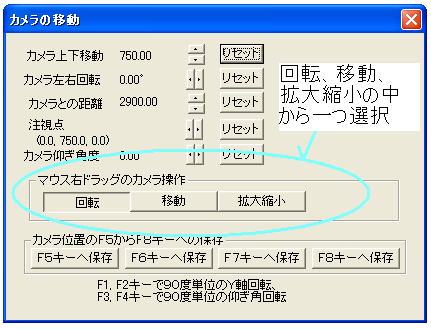 カメラの移動
カメラ上下移動 750.00 リセット
カメラ左右回転 0.00° リセット
カメラとの距離 2900.00 リセット
注視点 リセット
(0.0, 750.0, 0.0)
カメラ仰ぎ角度 0.00 リセット
回転、移動、
拡大縮小の中
から一つ選択
マウス右ドラッグのカメラ操作
回転 移動 拡大縮小
カメラ位置のF5からF8キーへの保存
F5キーへ保存 F6キーへ保存 F7キーへ保存 F8キーへ保存
F1, F2キーで90度単位のY軸回転、
F3, F4キーで90度単位の仰ぎ角回転